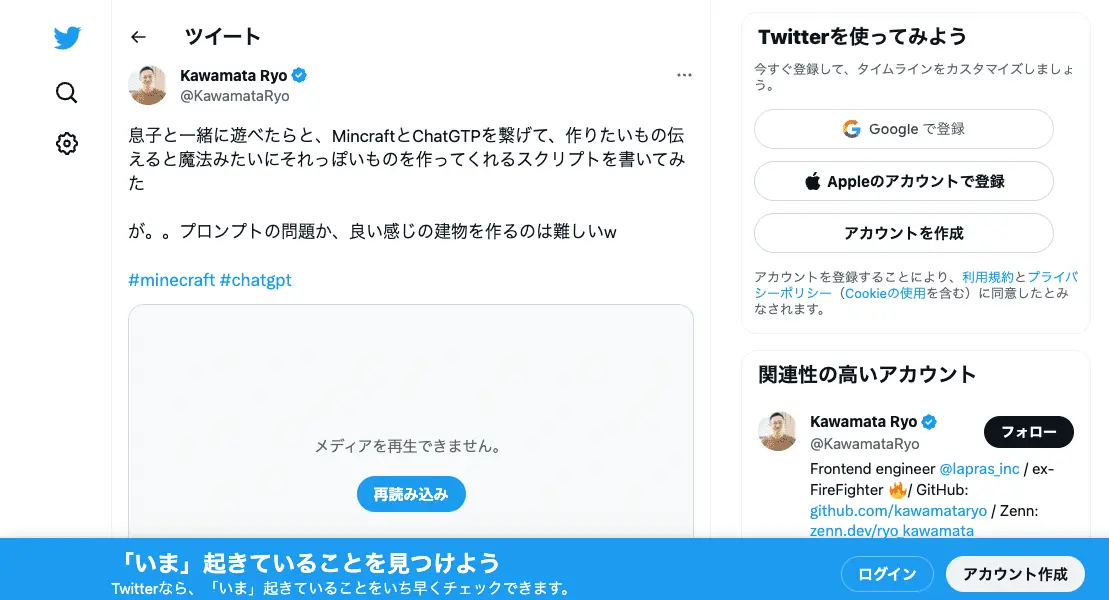 ツイート
Kawamata Ryo
@KawamataRyo
息子と一緒に遊べたらと、MincraftとChatGTPを繋げて、作りたいもの伝
えると魔法みたいにそれっぽいものを作ってくれるスクリプトを書いてみ
た
が。。プロンプトの問題か、良い感じの建物を作るのは難しいw
#minecraft #chatgpt
メディアを再生できません。
再読み込み
Twitterを使ってみよう
今すぐ登録して、タイムラインをカスタマイズしましょ
う。
Google で登録
Appleのアカウントで登録
アカウントを作成
アカウントを登録することにより、利用規約とプライバ
シーポリシー（Cookieの使用を含む）に同意したとみ
なされます。
関連性の高いアカウント
Kawamata Ryo
@KawamataRyo
フォロー
Frontend engineer @lapras_inc / ex-
FireFighter 🔥/ GitHub:
github.com/kawamataryo / Zenn:
zenn.dev/ryo_kawamata
「いま」起きていることを見つけよう
Twitterなら、「いま」起きていることをいち早くチェックできます。
ログイン
アカウント作成